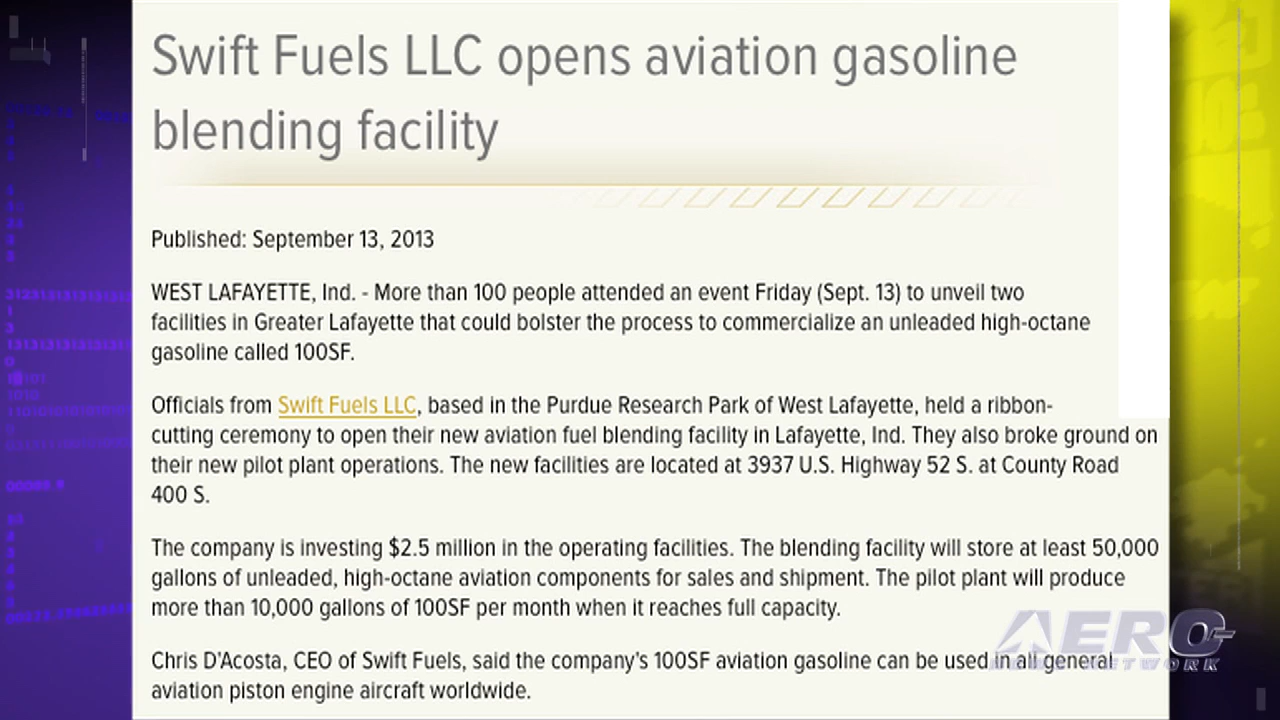 Swift Fuels LLC opens aviation gasoline
blending facility
Published: September 13, 2013
WEST LAFAYETTE, Ind. - More than 100 people attended an event Friday (Sept. 13) to unveil two
facilities in Greater Lafayette that could bolster the process to commercialize an unleaded high-octane
gasoline called 100SF.
Officials from Swift Fuels LLC, based in the Purdue Research Park of West Lafayette, held a ribbon-
cutting ceremony to open their new aviation fuel blending facility in Lafayette, Ind. They also broke ground on
their new pilot plant operations. The new facilities are located at 3937 U.S. Highway 52 S. at County Road
400 S.
The company is investing $2.5 million in the operating facilities. The blending facility will store at least 50,000
gallons of unleaded, high-octane aviation components for sales and shipment. The pilot plant will produce
more than 10,000 gallons of 100SF per month when it reaches full capacity.
Chris D'Acosta, CEO of Swift Fuels, said the company's 100SF aviation gasoline can be used in all general
aviation piston engine aircraft worldwide.
AERO
NETWORK